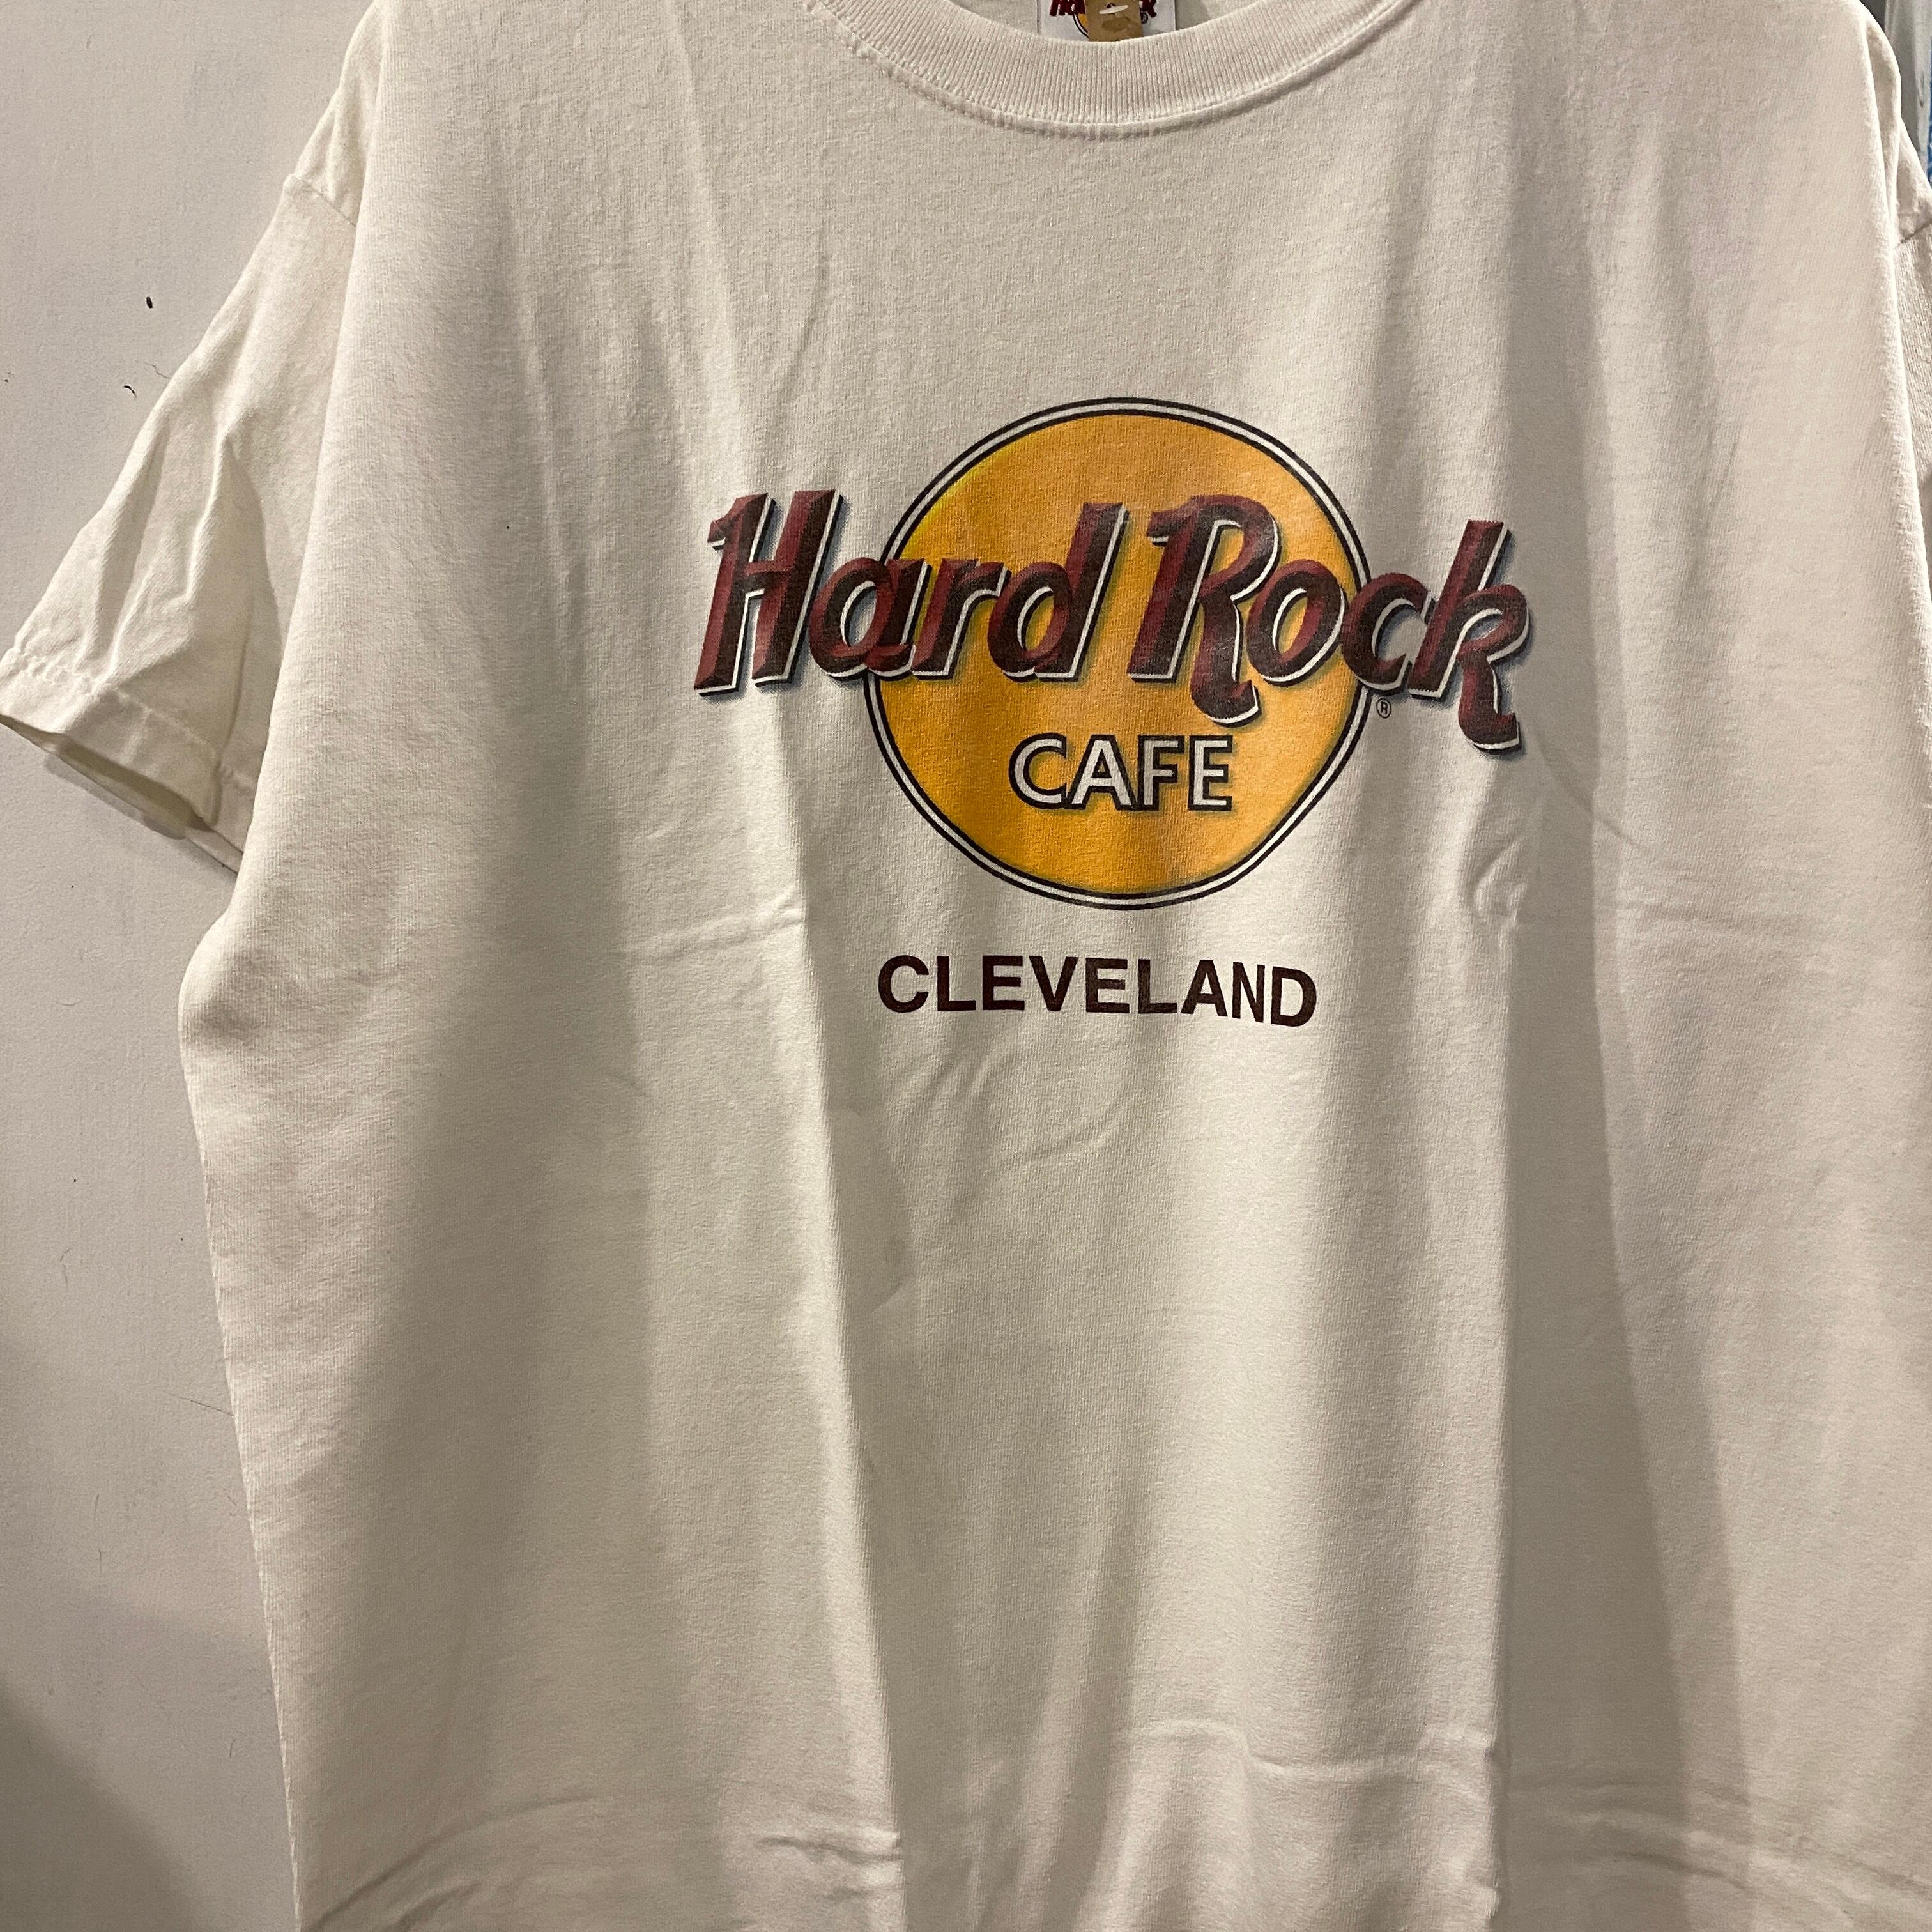 Hard Rock
®
CAFE
CLEVELAND